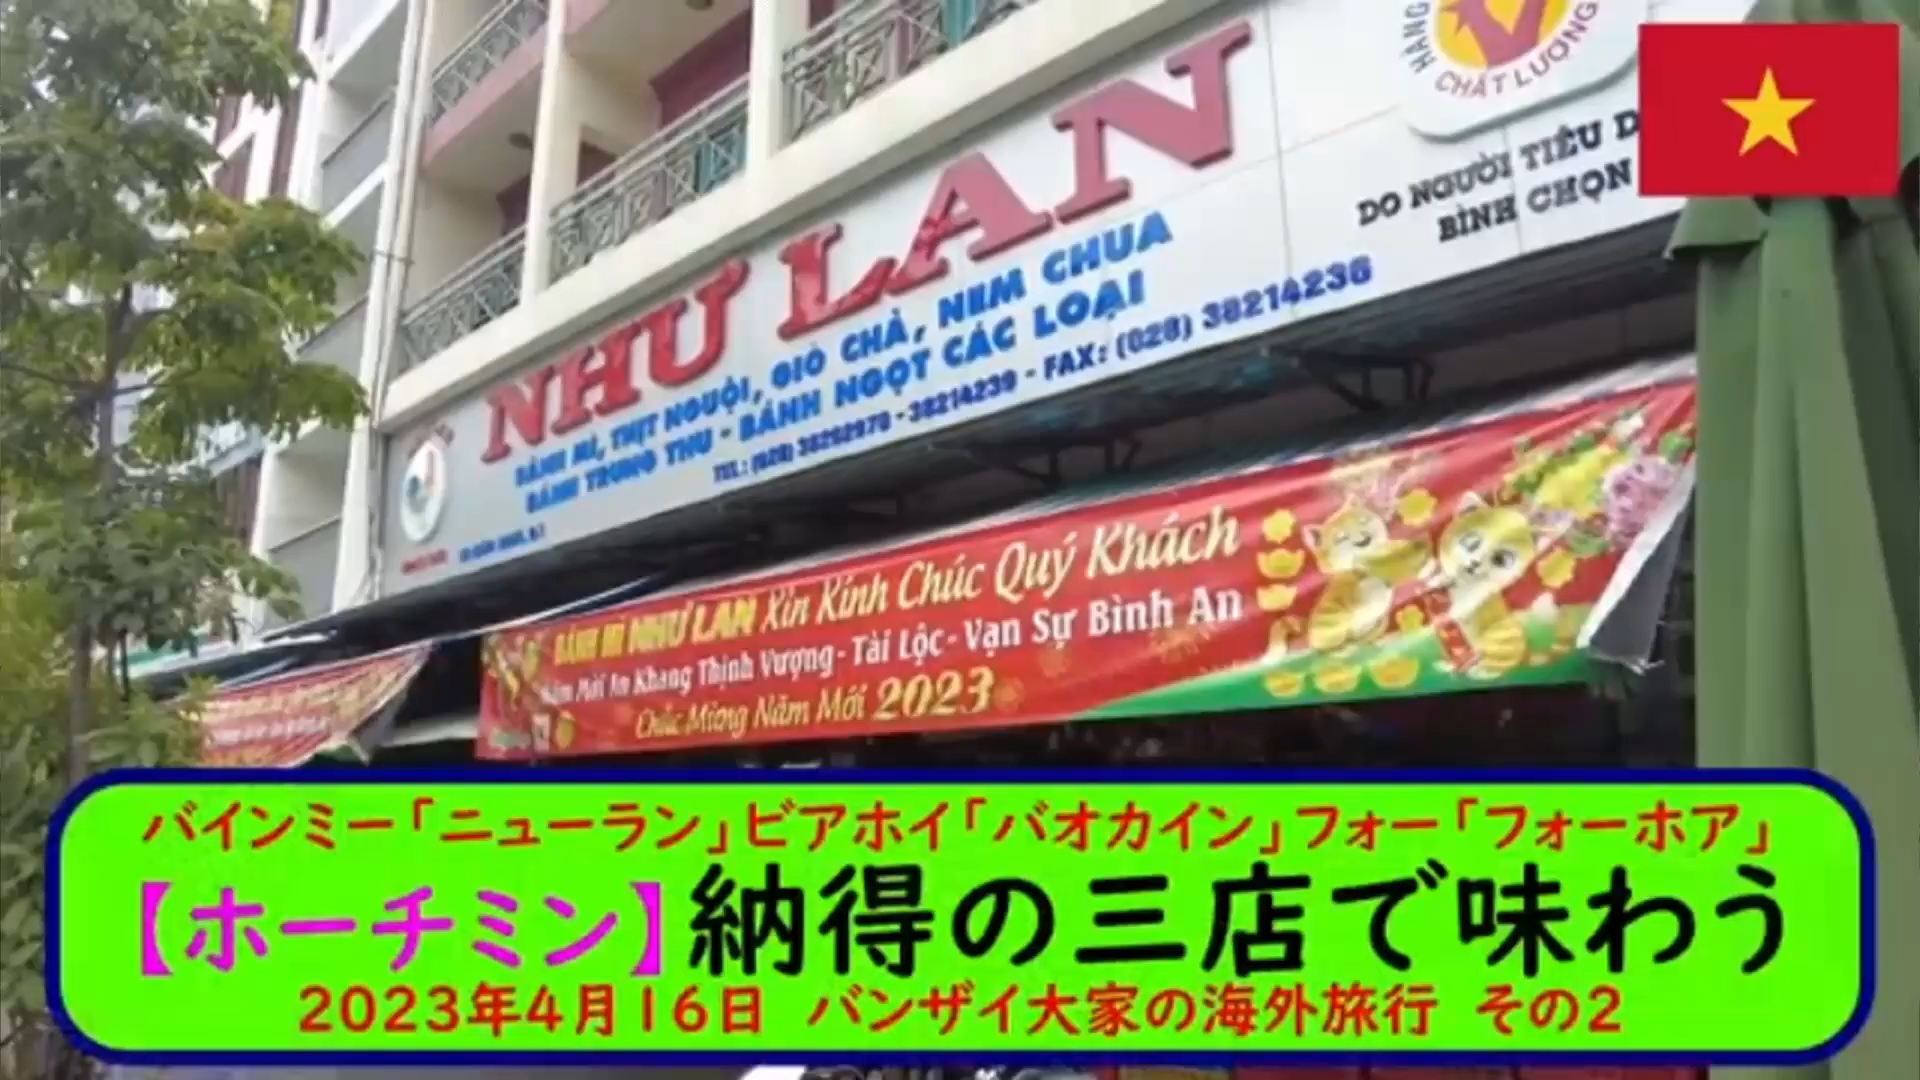 HÀNG
CHẤT LƯỢNG
DO NGƯỜI TIÊU D
BÌNH CHỌN
NHƯ LAN
BÁNH MÌ, THỊT NGUỘI, GIÒ CHẢ, NEM CHUA
BÁNH TRUNG THU - BÁNH NGỌT CÁC LOẠI
TEL: (028) 38292970 - 38214239 - FAX: (028) 38214236
BÁNH MÌ NHƯ LAN Xin Kính Chúc Quý Khách
Năm Mới An Khang Thịnh Vượng - Tài Lộc - Vạn Sự Bình An
Chúc Mừng Năm Mới 2023
バインミー「ニューラン」ビアホイ「バオカイン」フォー「フォーホア」
【ホーチミン】納得の三店で味わう
2023年4月16日 バンザイ大家の海外旅行 その2